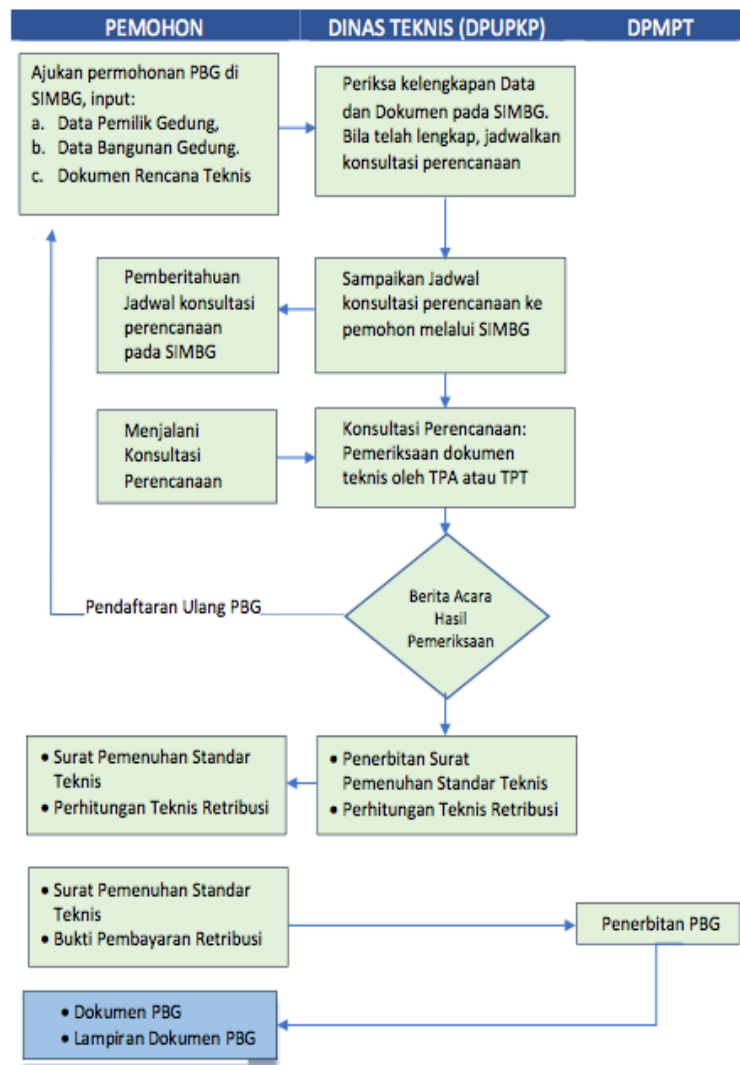 PEMOHON
DINAS TEKNIS (DPUPKP)
DPMPT
Ajukan permohonan PBG di
SIMBG, input:
a. Data Pemilik Gedung,
b. Data Bangunan Gedung.
c. Dokumen Rencana Teknis
Periksa kelengkapan Data
dan Dokumen pada SIMBG.
Bila telah lengkap, jadwalkan
konsultasi perencanaan
Pemberitahuan
Jadwal konsultasi
perencanaan
pada SIMBG
Sampaikan Jadwal
konsultasi perencanaan ke
pemohon melalui SIMBG
Menjalani
Konsultasi
Perencanaan
Konsultasi Perencanaan:
Pemeriksaan dokumen
teknis oleh TPA atau TPT
Pendaftaran Ulang PBG
Berita Acara
Hasil
Pemeriksaan
• Surat Pemenuhan Standar
Teknis
• Perhitungan Teknis Retribusi
• Penerbitan Surat
Pemenuhan Standar Teknis
• Perhitungan Teknis Retribusi
• Surat Pemenuhan Standar
Teknis
• Bukti Pembayaran Retribusi
Penerbitan PBG
• Dokumen PBG
• Lampiran Dokumen PBG